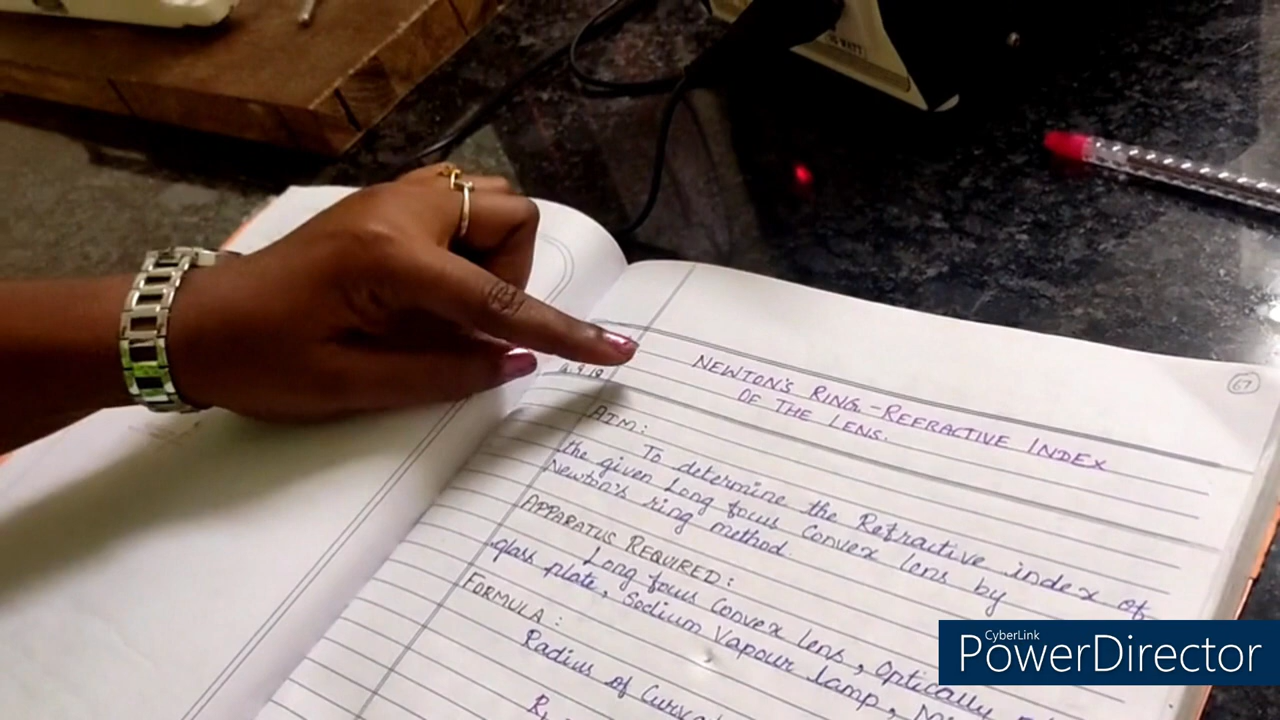 67
NEWTON'S RING - REFRACTIVE INDEX
OF THE LENS.
AIM:
To determine the Refractive index of
the given Long focus Convex lens by
Newton's ring method.
APPARATUS REQUIRED:
Long focus Convex lens, Optically
glass plate, Sodium Vapour lamp,
FORMULA:
Radius of
R₁
CyberLink
PowerDirector